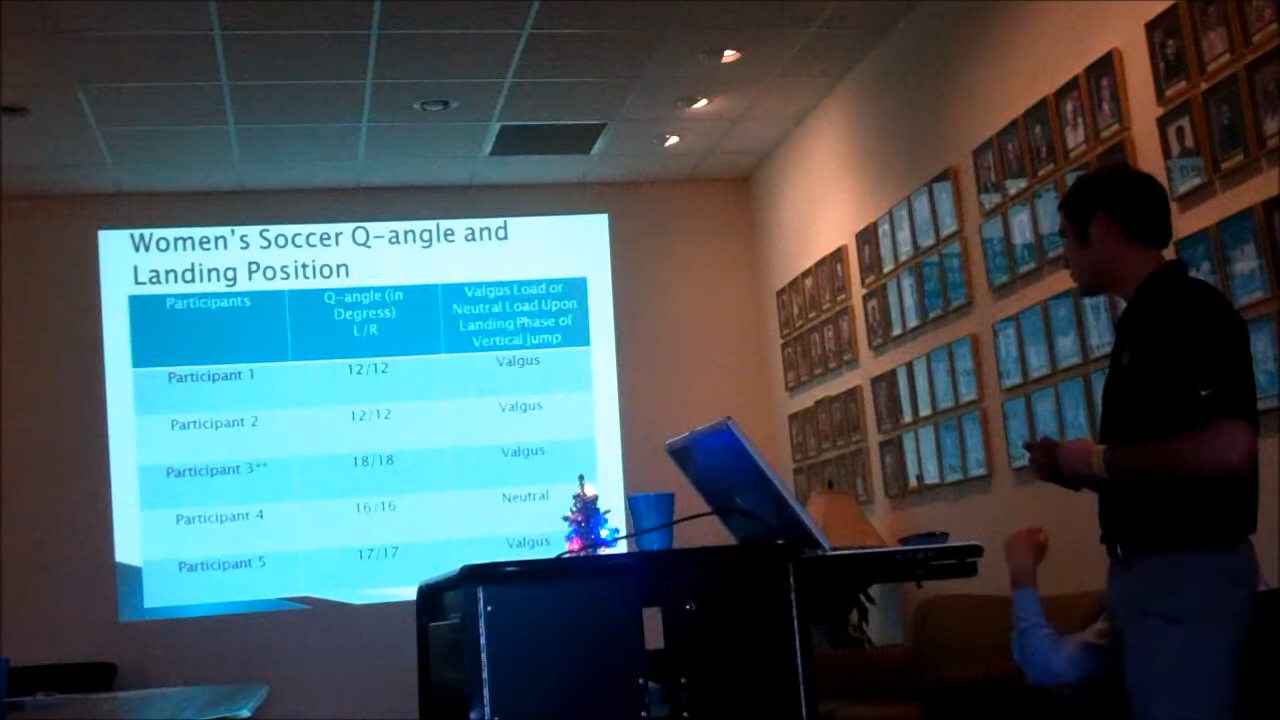 Women's Soccer Q-angle and
Landing Position
Participants
Q-angle (in
Degress)
L/R
Valgus Load or
Neutral Load Upon
Landing Phase of
Vertical Jump
Participant 1 12/12 Valgus
Participant 2 12/12 Valgus
Participant 3** 18/18 Valgus
Participant 4 16/16 Neutral
Participant 5 17/17 Valgus